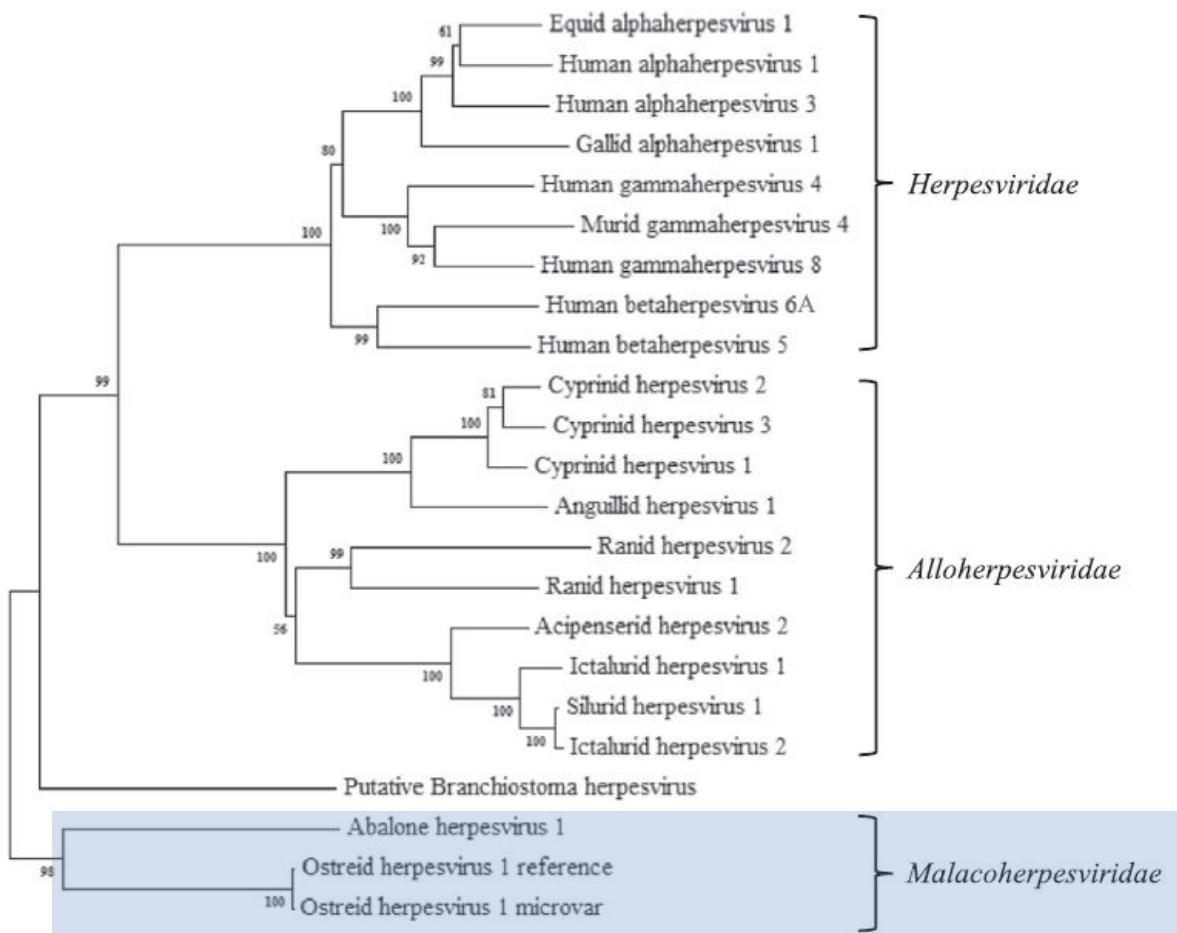 Equid alphaherpesvirus 1
61
Human alphaherpesvirus 1
99
Human alphaherpesvirus 3
100
Gallid alphaherpesvirus 1
80
Human gammaherpesvirus 4
Herpesviridae
Murid gammaherpesvirus 4
100
100
92
Human gammaherpesvirus 8
Human betaherpesvirus 6A
99
Human betaherpesvirus 5
99
Cyprinid herpesvirus 2
81
Cyprinid herpesvirus 3
100
100
Cyprinid herpesvirus 1
Anguillid herpesvirus 1
100
99
Ranid herpesvirus 2
Alloherpesviridae
Ranid herpesvirus 1
56
Acipenserid herpesvirus 2
100
Ictalurid herpesvirus 1
100
Silurid herpesvirus 1
100
Ictalurid herpesvirus 2
Putative Branchiostoma herpesvirus
Abalone herpesvirus 1
98
Ostreid herpesvirus 1 reference
Malacoherpesviridae
100
Ostreid herpesvirus 1 microvar